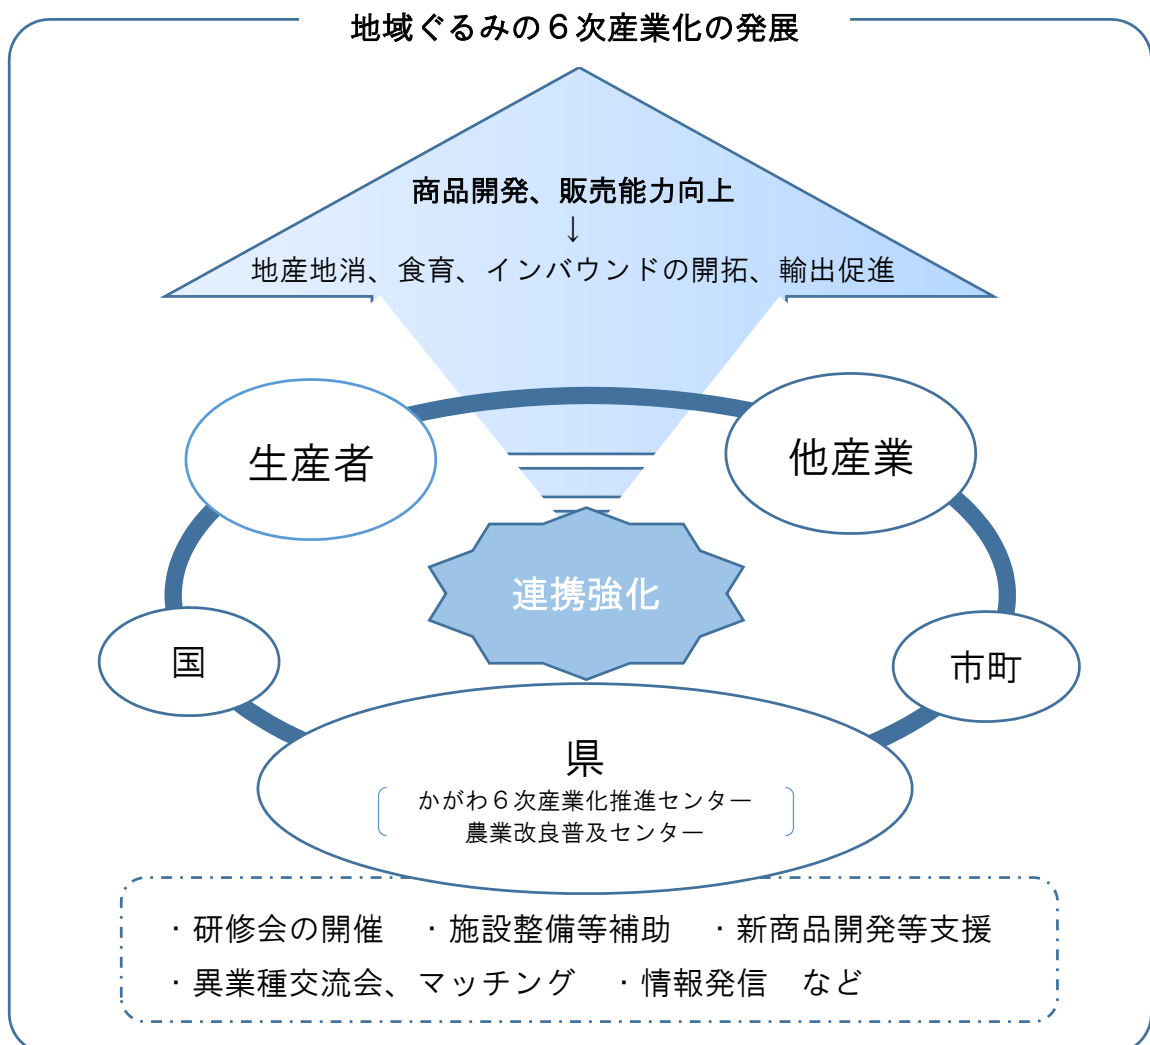 地域ぐるみの６次産業化の発展
商品開発、販売能力向上
↓
地産地消、食育、インバウンドの開拓、輸出促進
生産者
他産業
連携強化
国
市町
県
かがわ６次産業化推進センター
農業改良普及センター
・研修会の開催　・施設整備等補助　・新商品開発等支援
・異業種交流会、マッチング　・情報発信　など